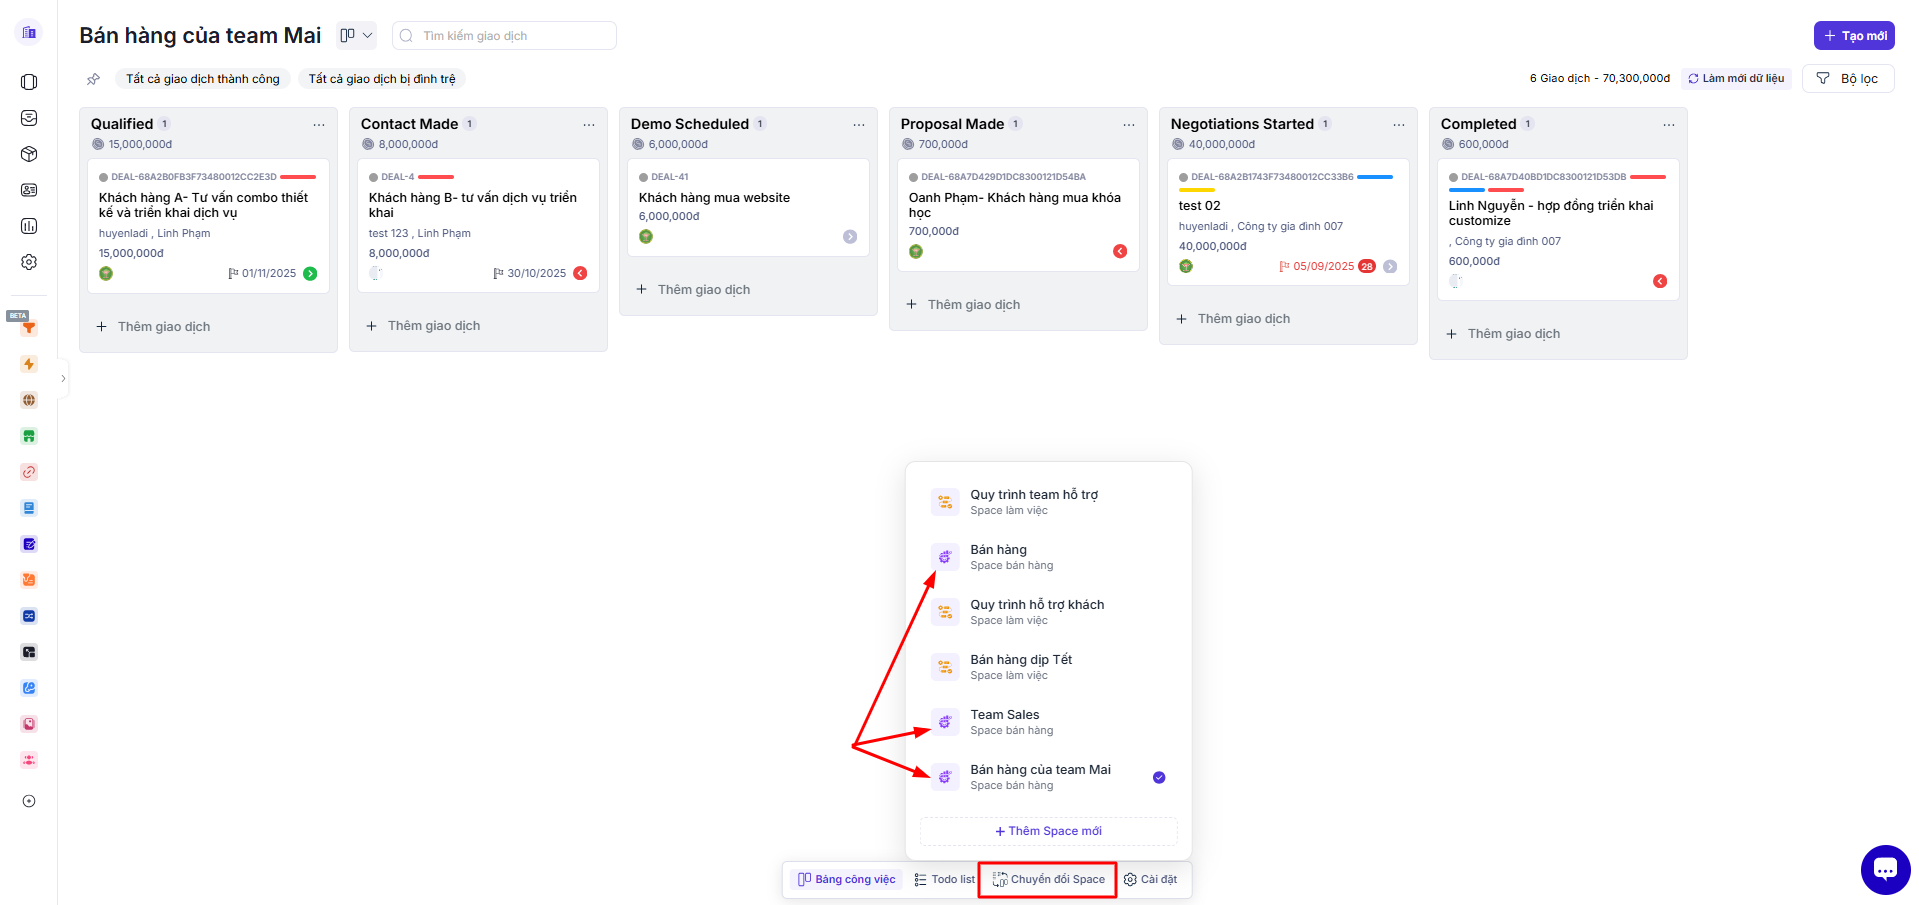 Bán hàng của team Mai
Tìm kiếm giao dịch
Tạo mới
Tất cả giao dịch thành công
Tất cả giao dịch bị đình trệ
6 Giao dịch - 70,300,000đ
Làm mới dữ liệu
Bộ lọc
Qualified 1
15,000,000đ
DEAL-68A2B0FB3F73480012CC2E3D
Khách hàng A- Tư vấn combo thiết
kế và triển khai dịch vụ
huyenladi , Linh Phạm
15,000,000đ
01/11/2025
Thêm giao dịch
Contact Made 1
8,000,000đ
DEAL-4
Khách hàng B- tư vấn dịch vụ triển
khai
test 123 , Linh Phạm
8,000,000đ
30/10/2025
Thêm giao dịch
Demo Scheduled 1
6,000,000đ
DEAL-41
Khách hàng mua website
6,000,000đ
Thêm giao dịch
Proposal Made 1
700,000đ
DEAL-68A7D429D1DC8300121D54BA
Oanh Phạm- Khách hàng mua khóa
học
700,000đ
Thêm giao dịch
Negotiations Started 1
40,000,000đ
DEAL-68A2B1743F73480012CC33B6
test 02
huyenladi , Công ty gia đình 007
40,000,000đ
05/09/2025 28
Thêm giao dịch
Completed 1
600,000đ
DEAL-68A7D40BD1DC8300121D53DB
Linh Nguyễn - hợp đồng triển khai
customize
, Công ty gia đình 007
600,000đ
Thêm giao dịch
BETA
Quy trình team hỗ trợ
Space làm việc
Bán hàng
Space bán hàng
Quy trình hỗ trợ khách
Space làm việc
Bán hàng dịp Tết
Space làm việc
Team Sales
Space bán hàng
Bán hàng của team Mai
Space bán hàng
+ Thêm Space mới
Bảng công việc
Todo list
Chuyển đổi Space
Cài đặt